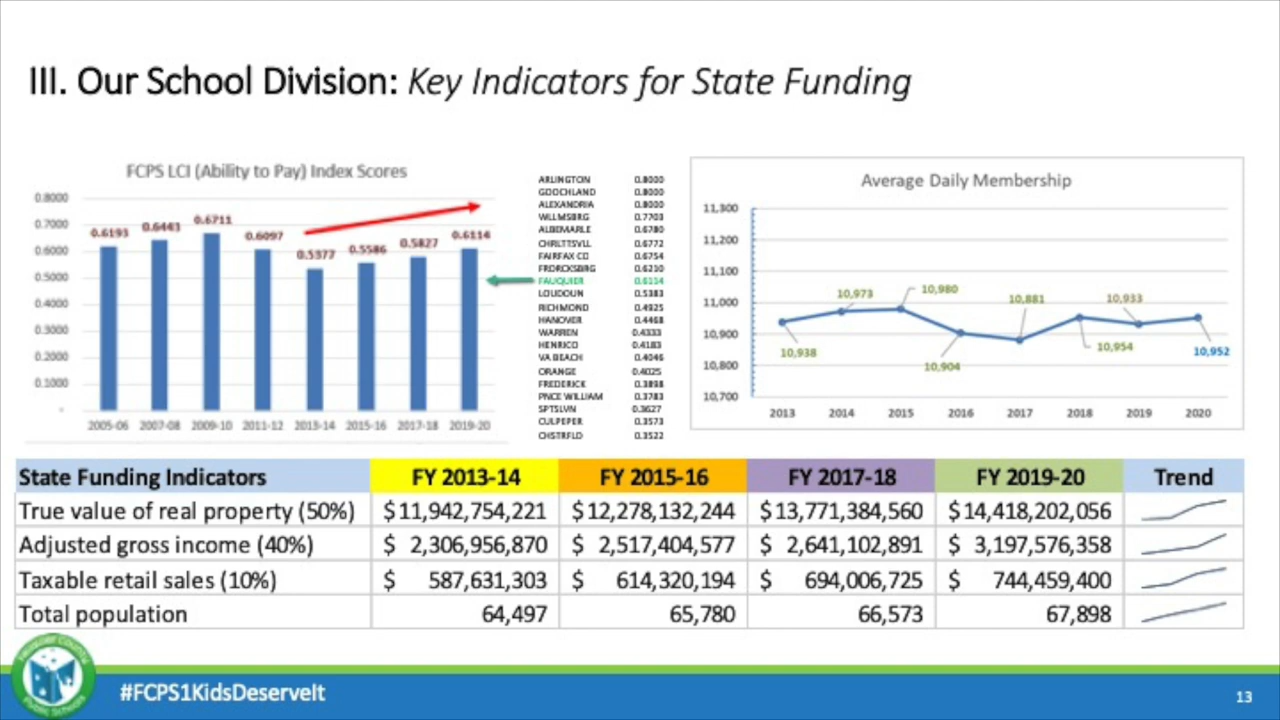 III. Our School Division: Key Indicators for State Funding
FCPS LCI (Ability to Pay) Index Scores
0.8000
0.7000
0.6000
0.5000
0.4000
0.3000
0.2000
0.1000
-
0.6193 0.6443 0.6711 0.6097 0.5377 0.5586 0.5827 0.6114
2005-06 2007-08 2009-10 2011-12 2013-14 2015-16 2017-18 2019-20
ARLINGTON 0.8000
GOOCHLAND 0.8000
ALEXANDRIA 0.8000
WLLMSBRG 0.7703
ALBEMARLE 0.6780
CHRLTTSVLL 0.6772
FAIRFAX CO 0.6754
FRDRCKSBRG 0.6210
FAUQUIER 0.6114
LOUDOUN 0.5383
RICHMOND 0.4925
HANOVER 0.4468
WARREN 0.4333
HENRICO 0.4183
VA BEACH 0.4046
ORANGE 0.4025
FREDERICK 0.3898
PNCE WILLIAM 0.3783
SPTSLVN 0.3627
CULPEPER 0.3573
CHSTRFLD 0.3522
Average Daily Membership
11,300
11,200
11,100
11,000
10,900
10,800
10,700
10,938 10,973 10,980 10,904 10,881 10,954 10,933 10,952
2013 2014 2015 2016 2017 2018 2019 2020
State Funding Indicators FY 2013-14 FY 2015-16 FY 2017-18 FY 2019-20 Trend
True value of real property (50%) $11,942,754,221 $12,278,132,244 $13,771,384,560 $14,418,202,056
Adjusted gross income (40%) $ 2,306,956,870 $ 2,517,404,577 $ 2,641,102,891 $ 3,197,576,358
Taxable retail sales (10%) $ 587,631,303 $ 614,320,194 $ 694,006,725 $ 744,459,400
Total population 64,497 65,780 66,573 67,898
Fauquier County
Public Schools
#FCPS1KidsDeserveIt
13